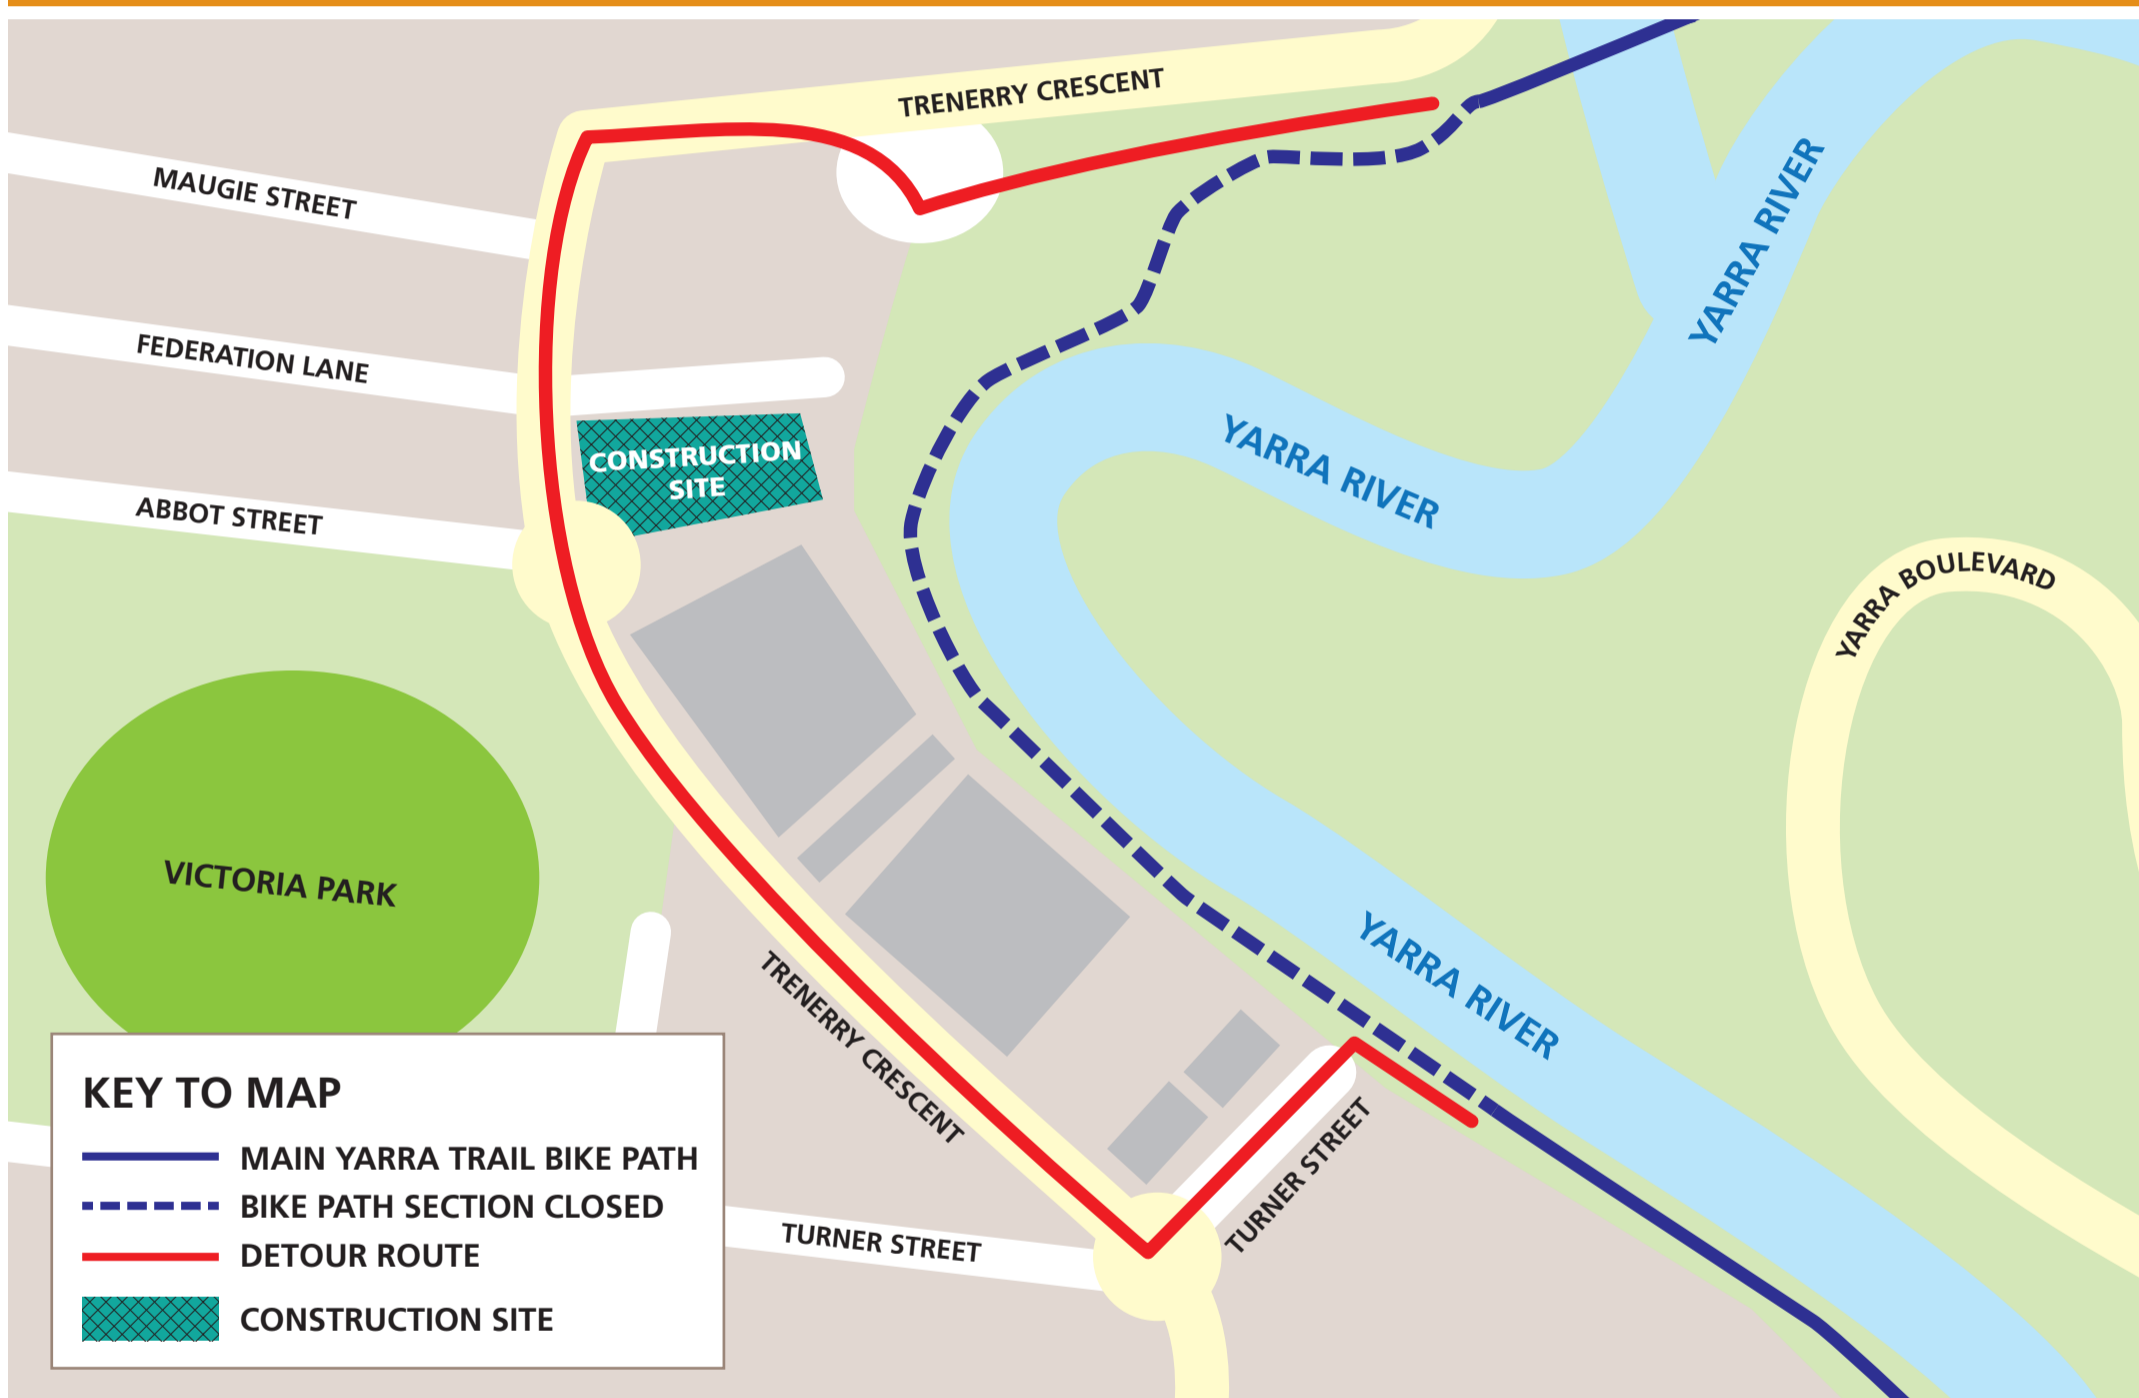 TRENERRY CRESCENT
MAUGIE STREET
YARRA RIVER
FEDERATION LANE
CONSTRUCTION
SITE
YARRA RIVER
ABBOT STREET
YARRA BOULEVARD
VICTORIA PARK
YARRA RIVER
TRENERRY CRESCENT
TURNER STREET
TURNER STREET
KEY TO MAP
MAIN YARRA TRAIL BIKE PATH
BIKE PATH SECTION CLOSED
DETOUR ROUTE
CONSTRUCTION SITE